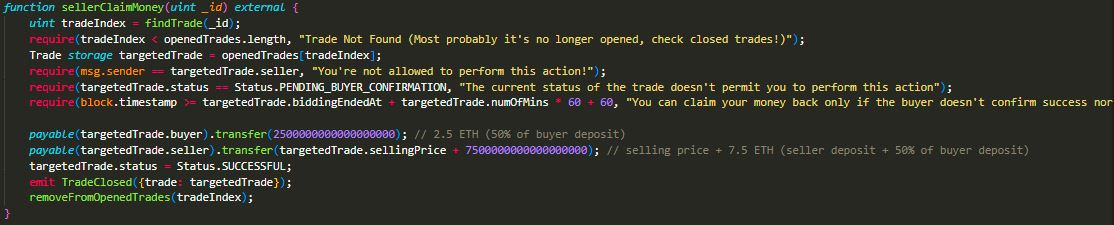 function sellerClaimMoney(uint _id) external {
uint tradeIndex = findTrade(_id);
require(tradeIndex < openedTrades.length, "Trade Not Found (Most probably it's no longer opened, check closed trades!)");
Trade storage targetedTrade = openedTrades[tradeIndex];
require(msg.sender == targetedTrade.seller, "You're not allowed to perform this action!");
require(targetedTrade.status == Status.PENDING_BUYER_CONFIRMATION, "The current status of the trade doesn't permit you to perform this action");
require(block.timestamp >= targetedTrade.biddingEndedAt + targetedTrade.numOfMins * 60 + 60, "You can claim your money back only if the buyer doesn't confirm success nor
payable(targetedTrade.buyer).transfer(2500000000000000000); // 2.5 ETH (50% of buyer deposit)
payable(targetedTrade.seller).transfer(targetedTrade.sellingPrice + 7500000000000000000); // selling price + 7.5 ETH (seller deposit + 50% of buyer deposit)
targetedTrade.status = Status.SUCCESSFUL;
emit TradeClosed({trade: targetedTrade});
removeFromOpenedTrades(tradeIndex);
}